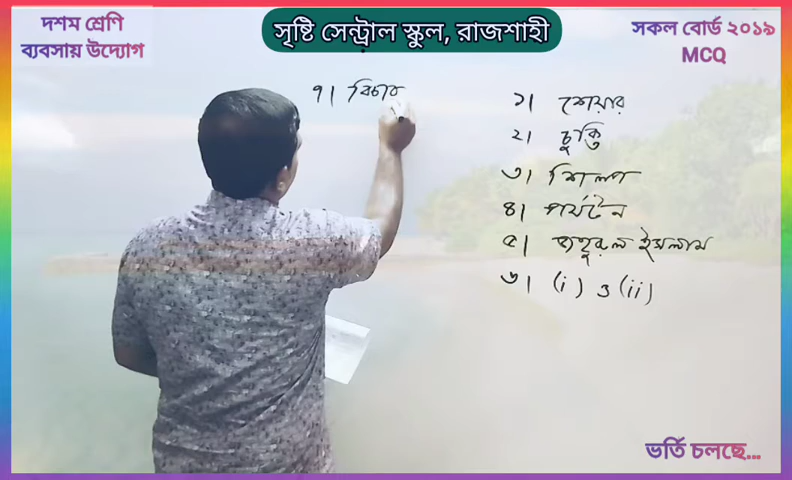 দশম শ্রেণি
ব্যবসায় উদ্যোগ
সৃষ্টি সেন্ট্রাল স্কুল, রাজশাহী
সকল বোর্ড ২০১৯
MCQ
১। শেয়ার
২। চুক্তি
৩। শিল্প
৪। পর্যটন
৫। জহুরুল ইসলাম
৬। (i) ও (ii)
৭। বিচার
ভর্তি চলছে...